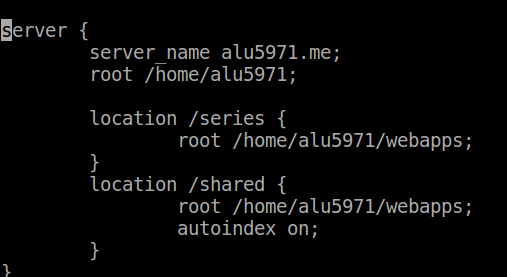 server {
        server_name alu5971.me;
        root /home/alu5971;

        location /series {
                root /home/alu5971/webapps;
        }
        location /shared {
                root /home/alu5971/webapps;
                autoindex on;
        }
}